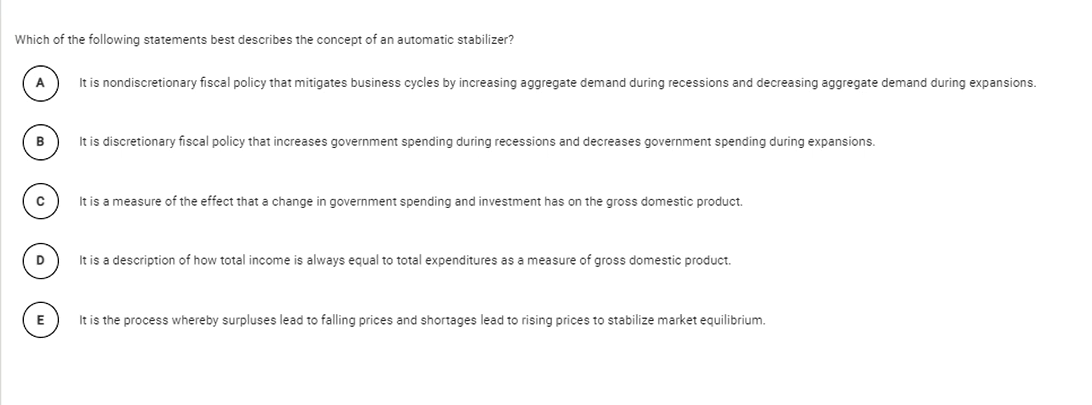 Which of the following statements best describes the concept of an automatic stabilizer?
A It is nondiscretionary fiscal policy that mitigates business cycles by increasing aggregate demand during recessions and decreasing aggregate demand during expansions.
B It is discretionary fiscal policy that increases government spending during recessions and decreases government spending during expansions.
C It is a measure of the effect that a change in government spending and investment has on the gross domestic product.
D It is a description of how total income is always equal to total expenditures as a measure of gross domestic product.
E It is the process whereby surpluses lead to falling prices and shortages lead to rising prices to stabilize market equilibrium.